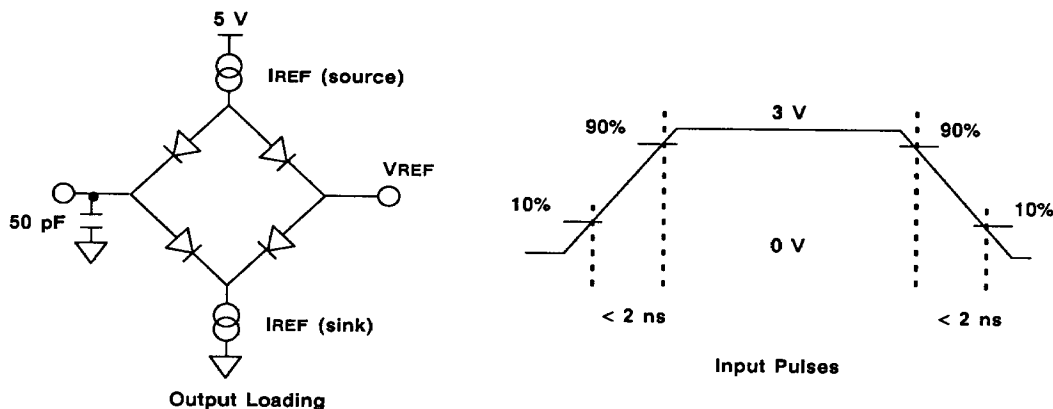 5 V
IREF (source)
VREF
50 pF
IREF (sink)
Output Loading
3 V
90%
90%
10%
10%
0 V
< 2 ns
< 2 ns
Input Pulses